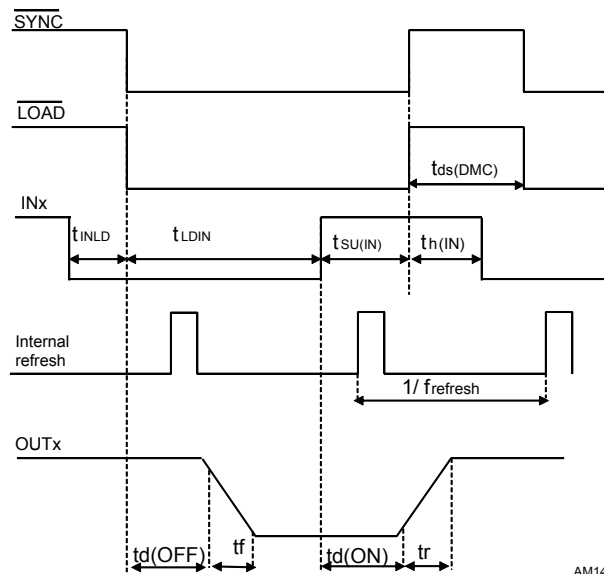 SYNC
LOAD
tds(DMC)
INx
tINLD
tLDIN
tSU(IN)
th(IN)
Internal
refresh
1/ frefresh
OUTx
td(OFF)
tf
td(ON)
tr
AM14